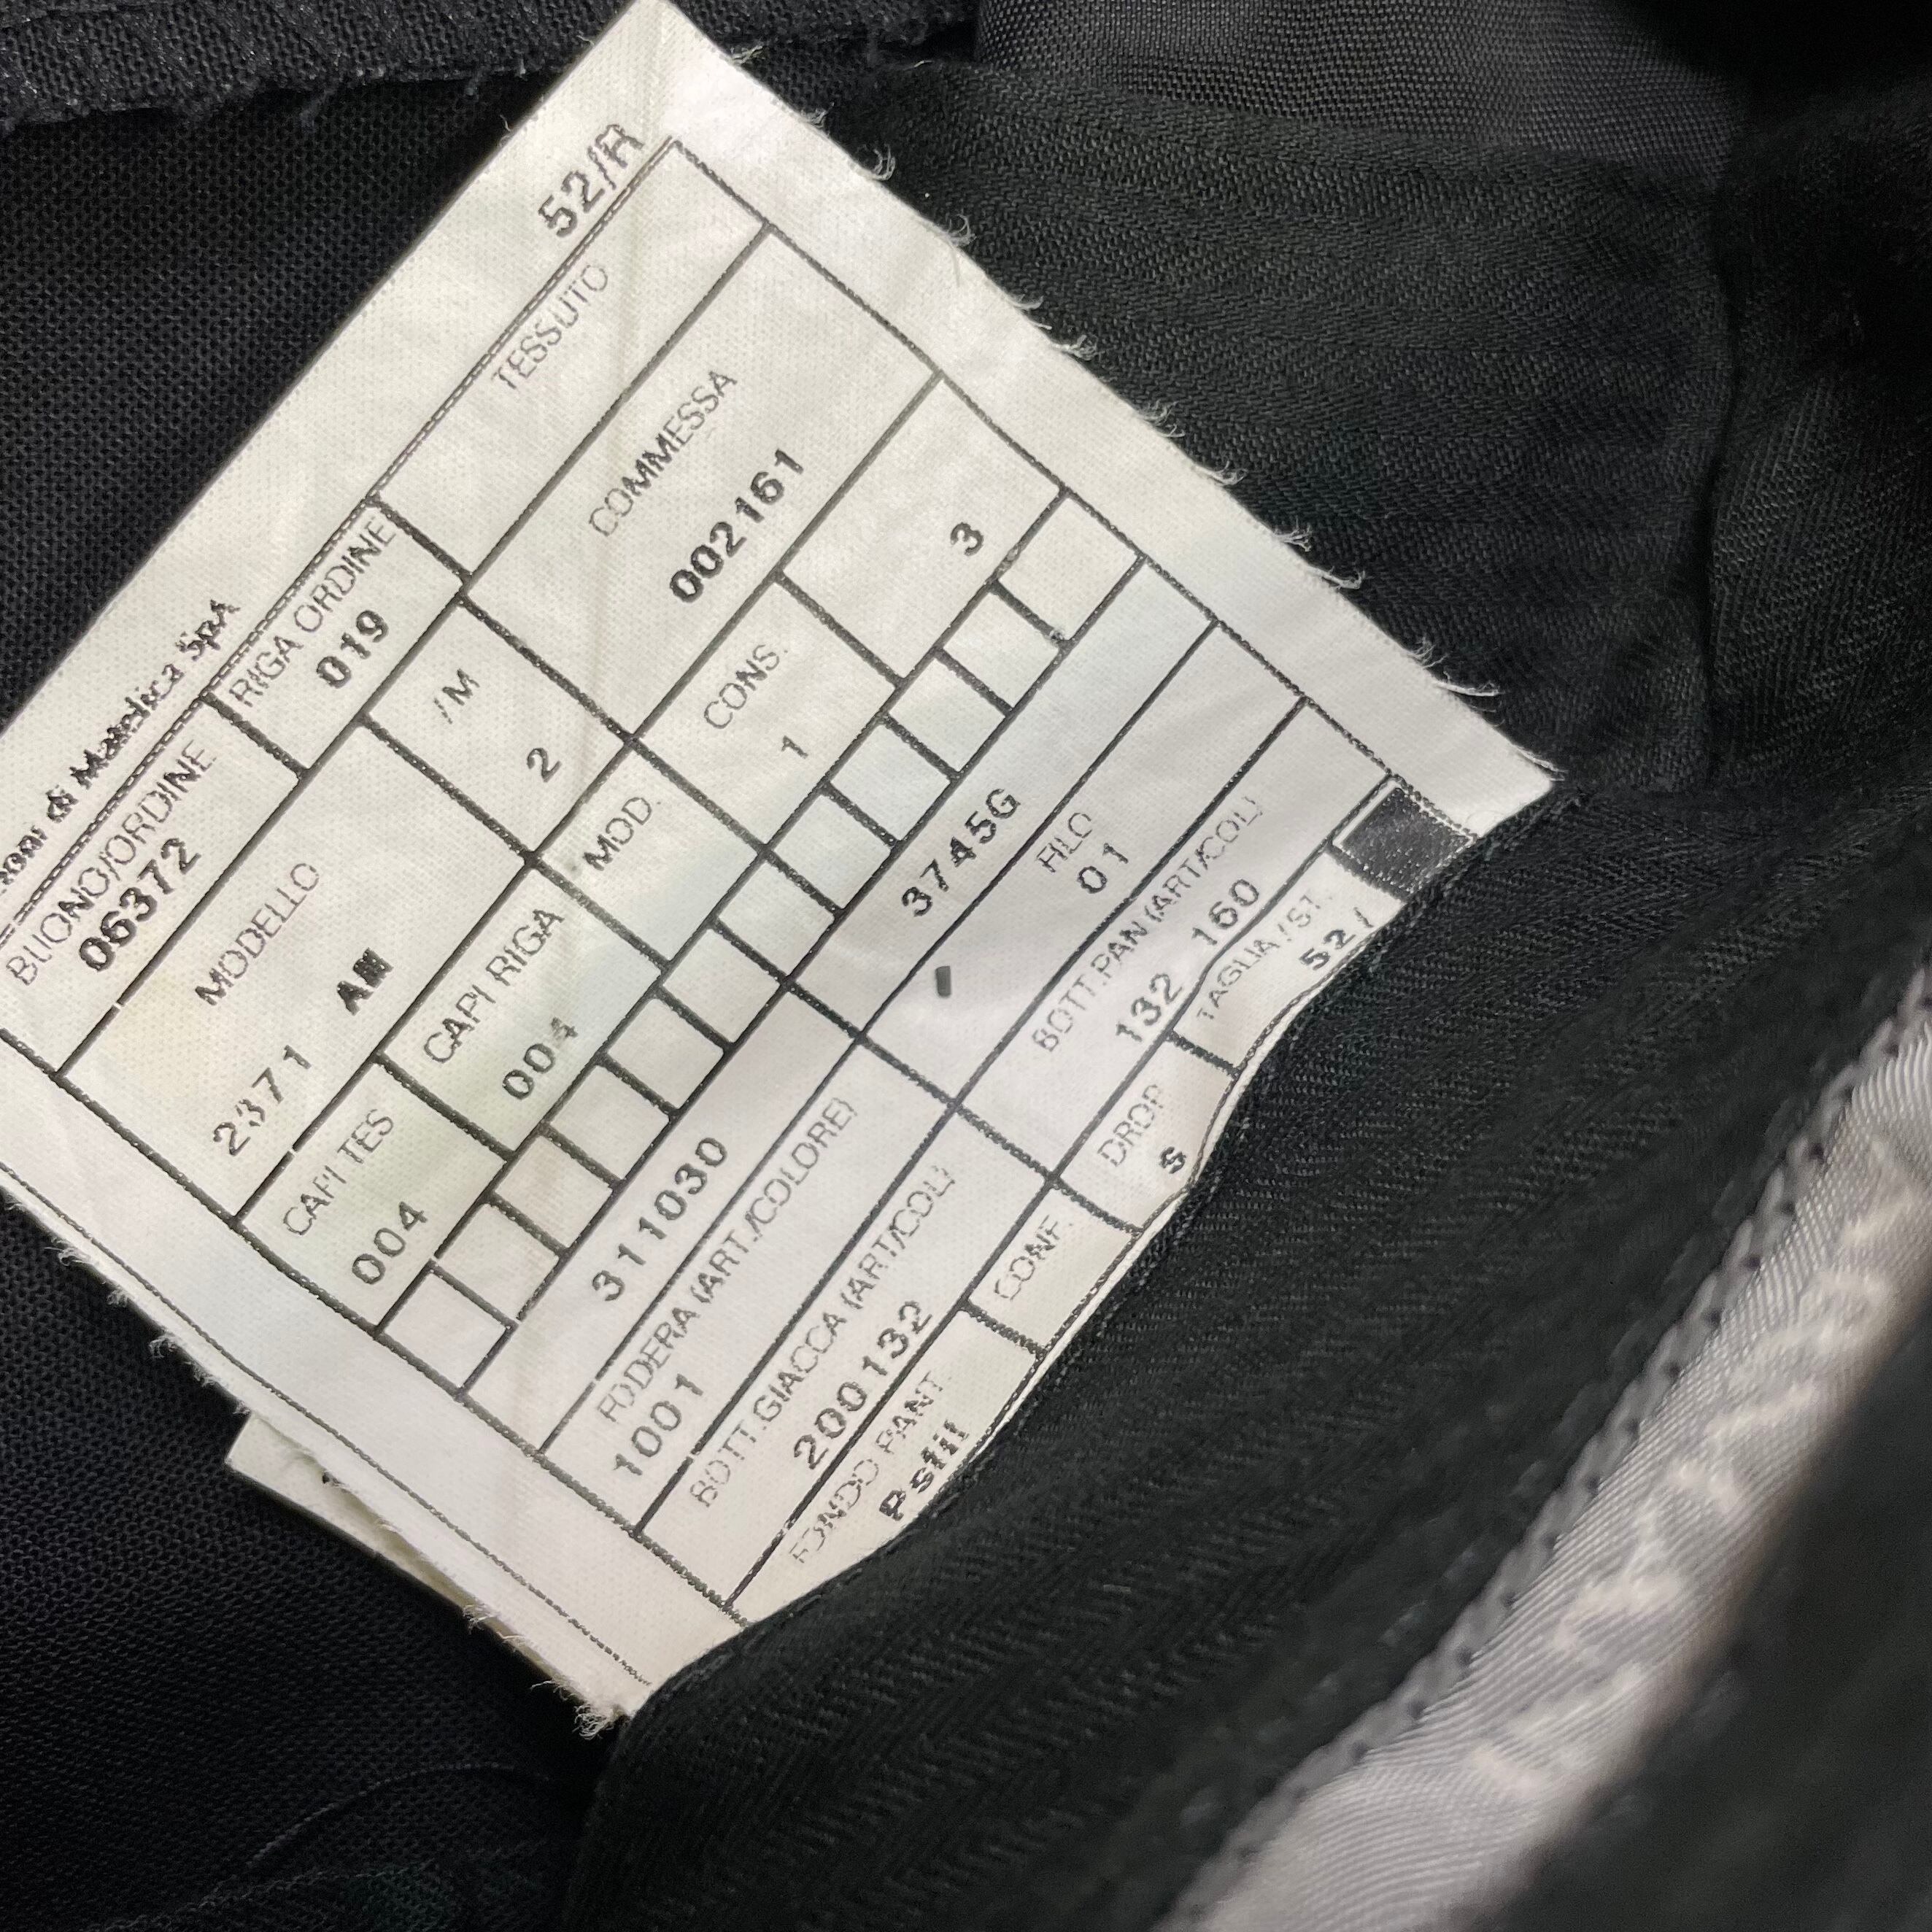 di Matelica SpA 52/R
BUONO/ORDINE RIGA ORDINE TESSUTO
06372 019
MODELLO /M COMMESSA
2371 2 002161
CAPI TES CAPI RIGA MOD. CONS. 3
004 004 1
311030 3745G
FODERA (ART./COLORE) FILO
1001 01
BOTT.GIACCA (ART/COL) BOTT.PAN (ART/COL)
200132 132 160
FONDO PANT. CONF. DROP TAGLIA/ST.
S 52/